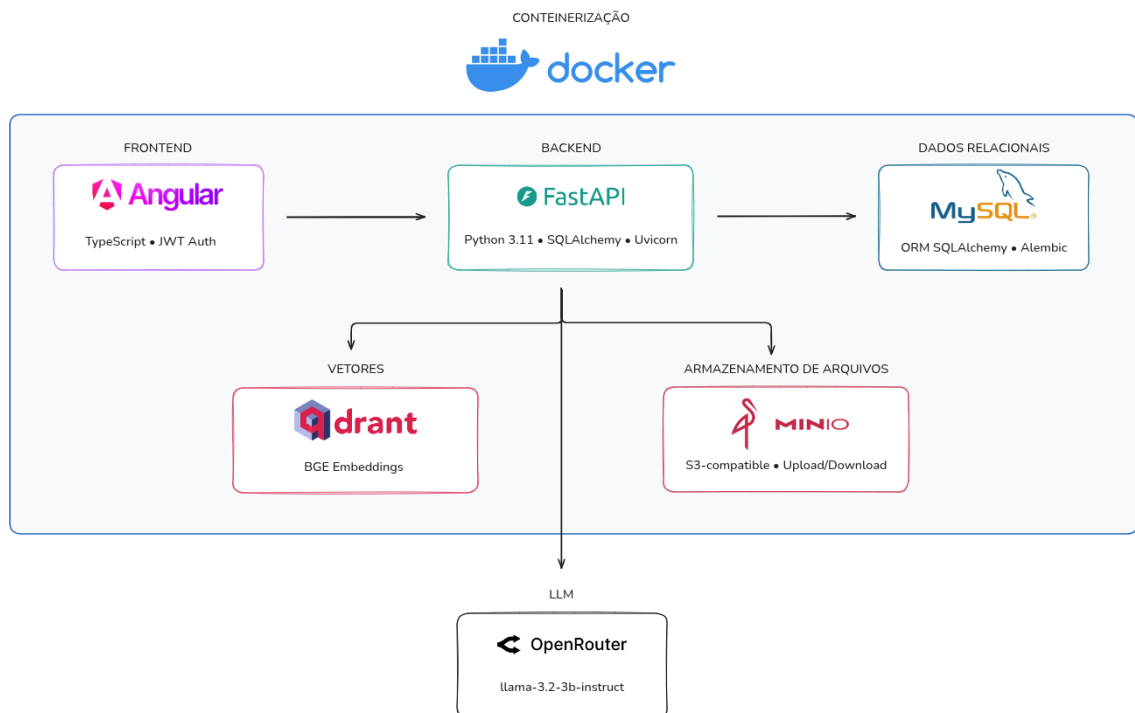 CONTEINERIZAÇÃO
docker
FRONTEND
Angular
TypeScript • JWT Auth
BACKEND
FastAPI
Python 3.11 • SQLAlchemy • Uvicorn
DADOS RELACIONAIS
MySQL®
ORM SQLAlchemy • Alembic
VETORES
qdrant
BGE Embeddings
ARMAZENAMENTO DE ARQUIVOS
MINIO
S3-compatible • Upload/Download
LLM
OpenRouter
llama-3.2-3b-instruct